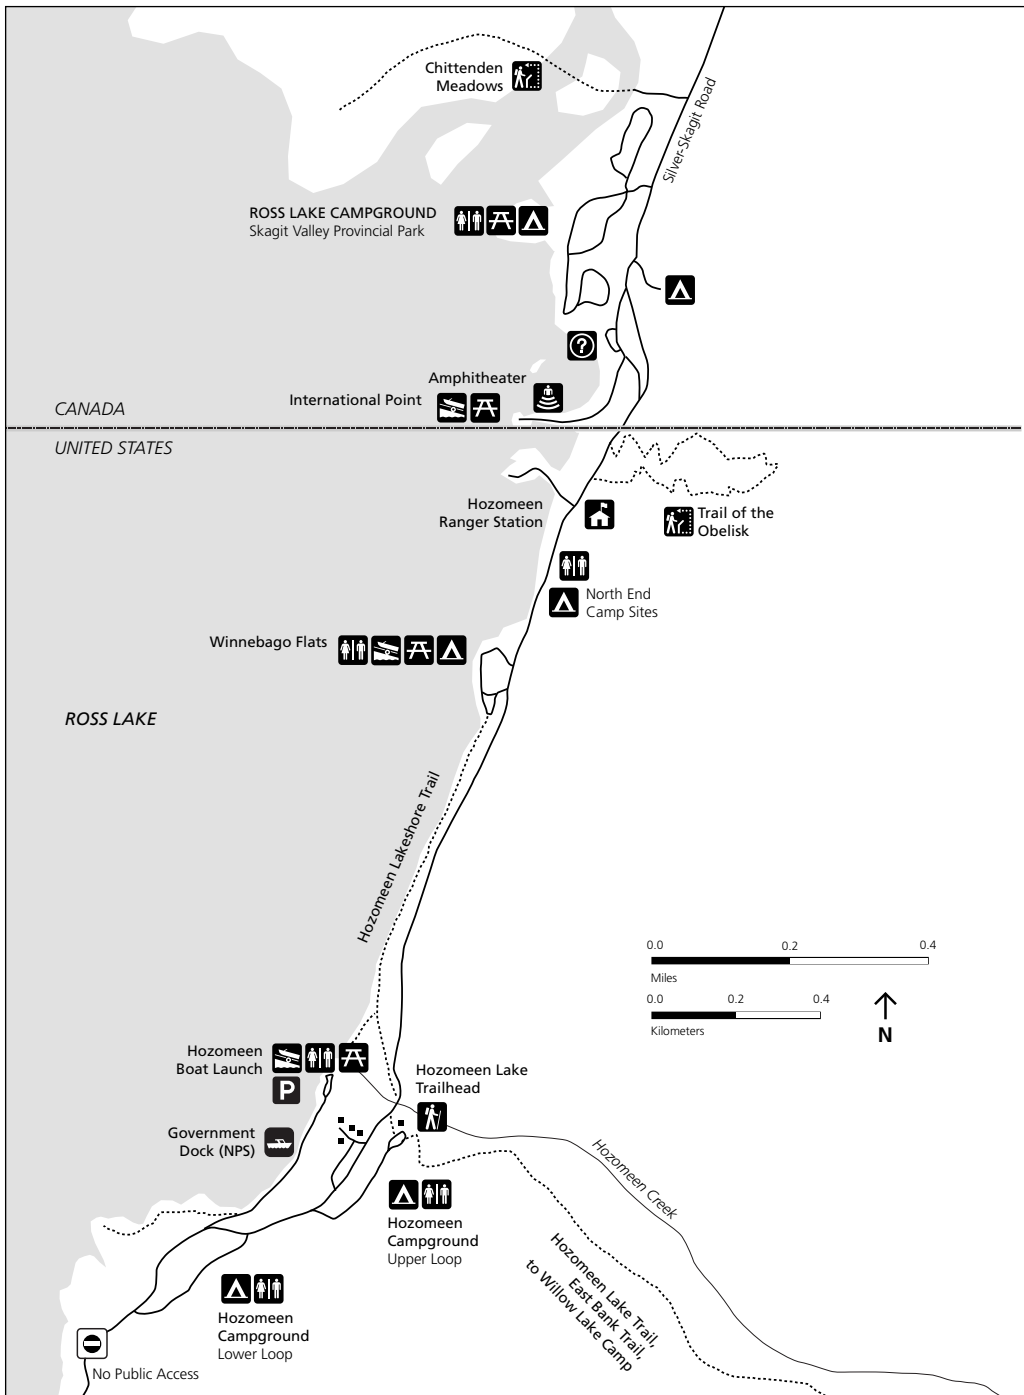 Chittenden
Meadows
Silver-Skagit Road
ROSS LAKE CAMPGROUND
Skagit Valley Provincial Park
?
Amphitheater
International Point
CANADA
UNITED STATES
Hozomeen
Ranger Station
Trail of the
Obelisk
North End
Camp Sites
Winnebago Flats
ROSS LAKE
Hozomeen Lakeshore Trail
0.0 0.2 0.4
Miles
0.0 0.2 0.4
Kilometers
N
Hozomeen
Boat Launch
P
Hozomeen Lake
Trailhead
Government
Dock (NPS)
Hozomeen Creek
Hozomeen
Campground
Upper Loop
Hozomeen Lake Trail,
East Bank Trail,
to Willow Lake Camp
Hozomeen
Campground
Lower Loop
No Public Access